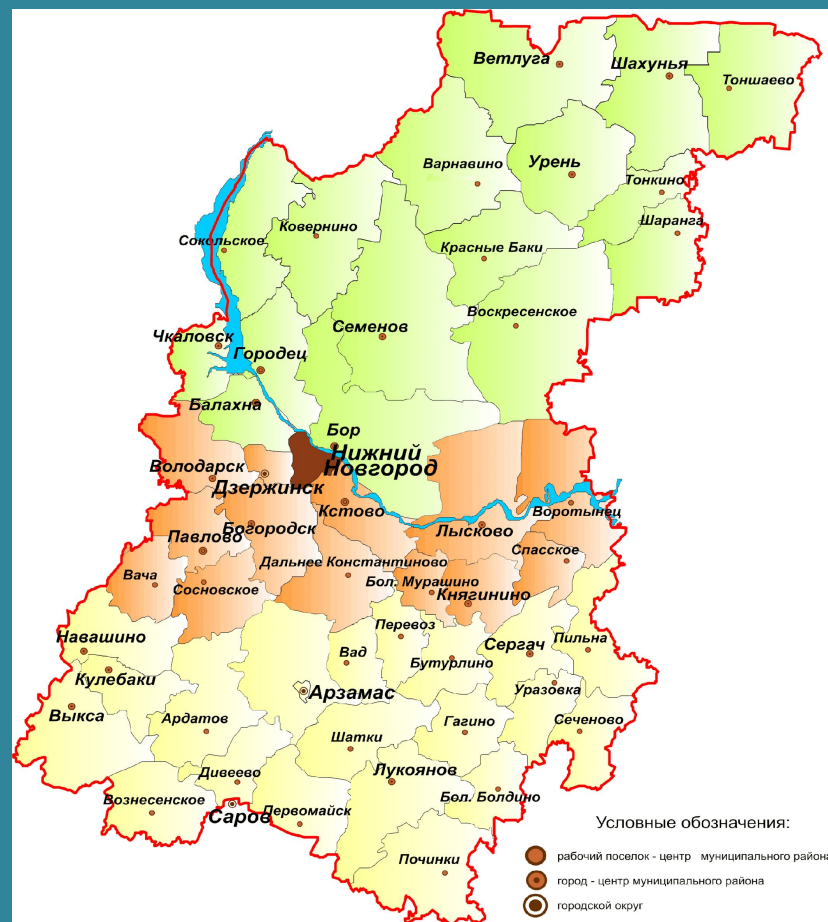 Ветлуга
Шахунья
Тоншаево
Варнавино
Урень
Тонкино
Шаранга
Ковернино
Сокольское
Красные Баки
Воскресенское
Семенов
Чкаловск
Городец
Балахна
Бор
Нижний
Новгород
Володарск
Дзержинск
Кстово
Воротынец
Богородск
Павлово
Лысково
Спасское
Дальнее Константиново
Вача
Сосновское
Бол. Мурашино
Княгинино
Навашино
Перевоз
Сергач
Пильна
Вад
Бутурлино
Кулебаки
Арзамас
Уразовка
Выкса
Ардатов
Гагино
Сеченово
Шатки
Дивеево
Лукоянов
Вознесенское
Бол. Болдино
Саров
Первомайск
Починки
Условные обозначения:
рабочий поселок - центр муниципального района
город - центр муниципального района
городской округ